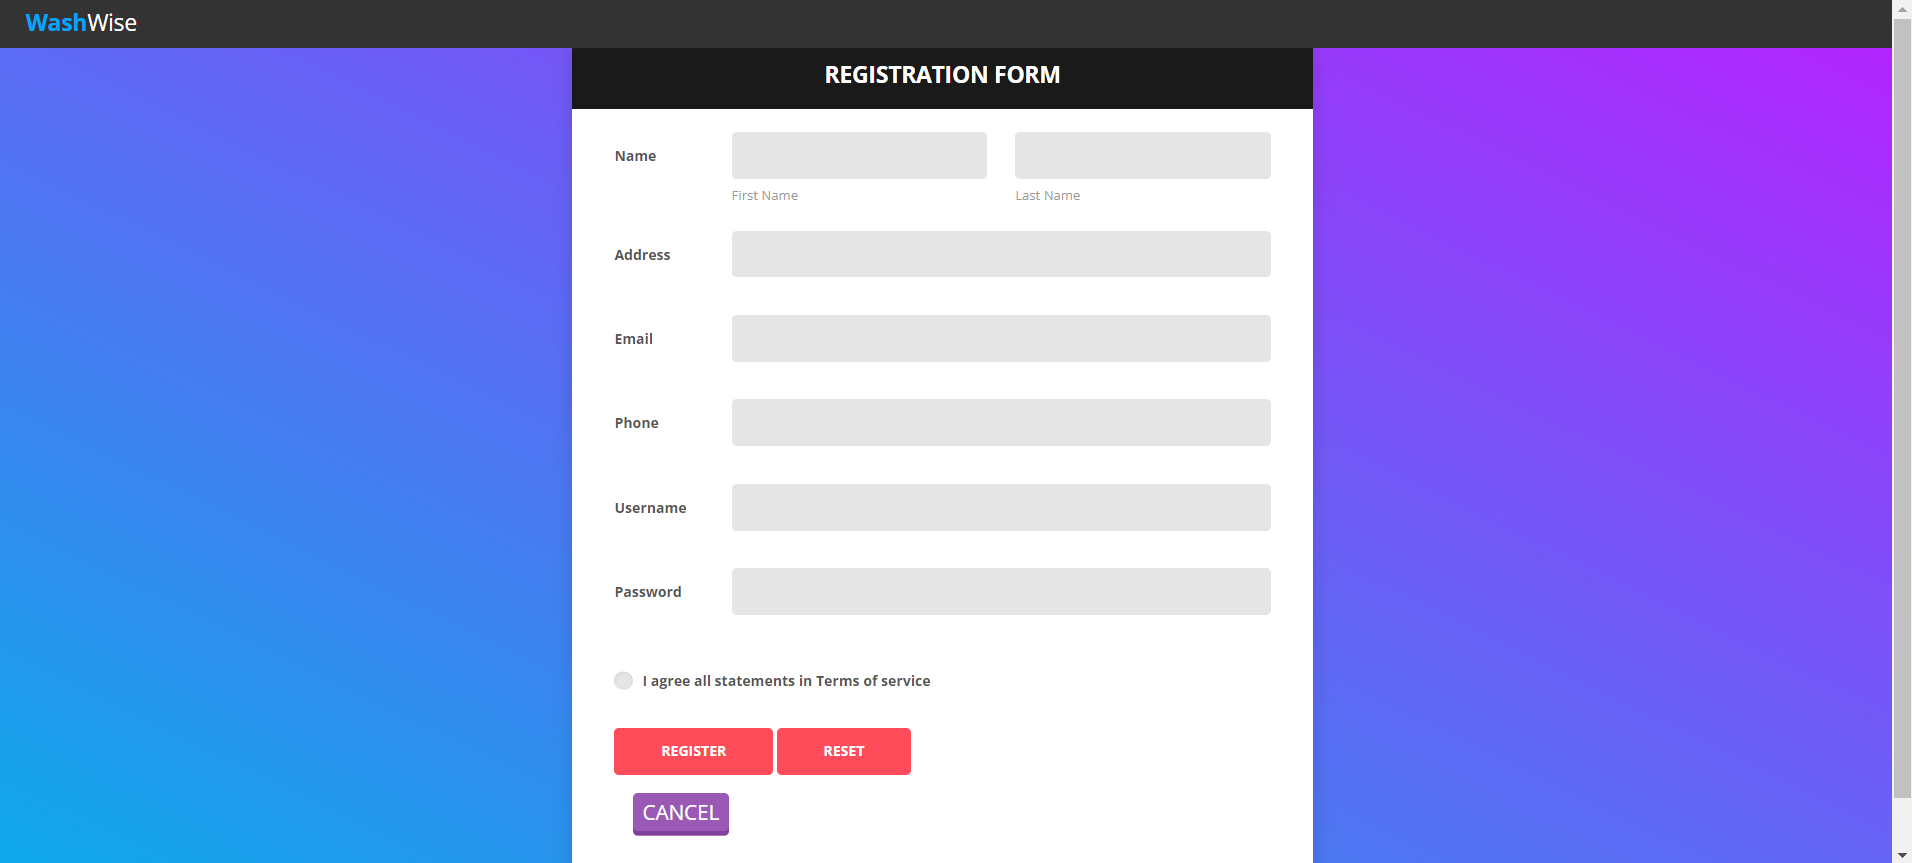 WashWise
REGISTRATION FORM
Name
First Name
Last Name
Address
Email
Phone
Username
Password
I agree all statements in Terms of service
REGISTER
RESET
CANCEL